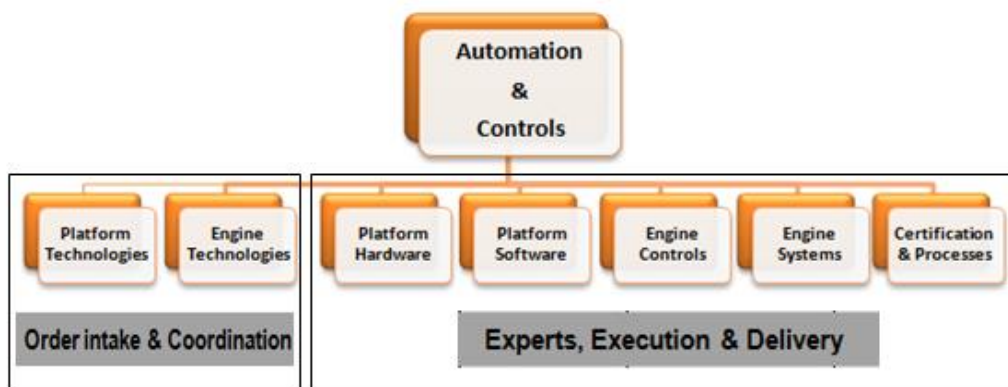 Automation
&
Controls
Platform
Technologies
Engine
Technologies
Platform
Hardware
Platform
Software
Engine
Controls
Engine
Systems
Certification
& Processes
Order intake & Coordination
Experts, Execution & Delivery